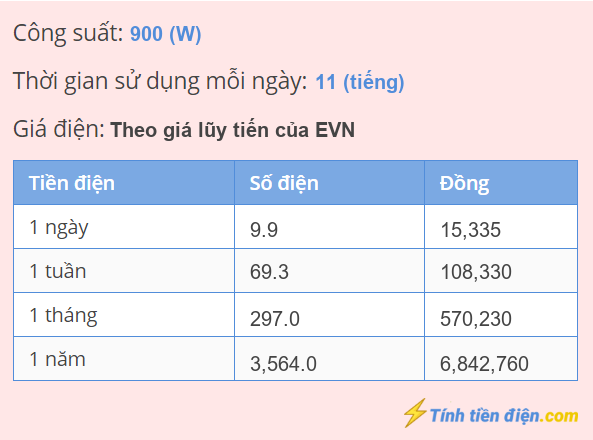 Công suất: 900 (W)
Thời gian sử dụng mỗi ngày: 11 (tiếng)
Giá điện: Theo giá lũy tiến của EVN
Tiền điện Số điện Đồng
1 ngày 9.9 15,335
1 tuần 69.3 108,330
1 tháng 297.0 570,230
1 năm 3,564.0 6,842,760
Tính tiền điện.com